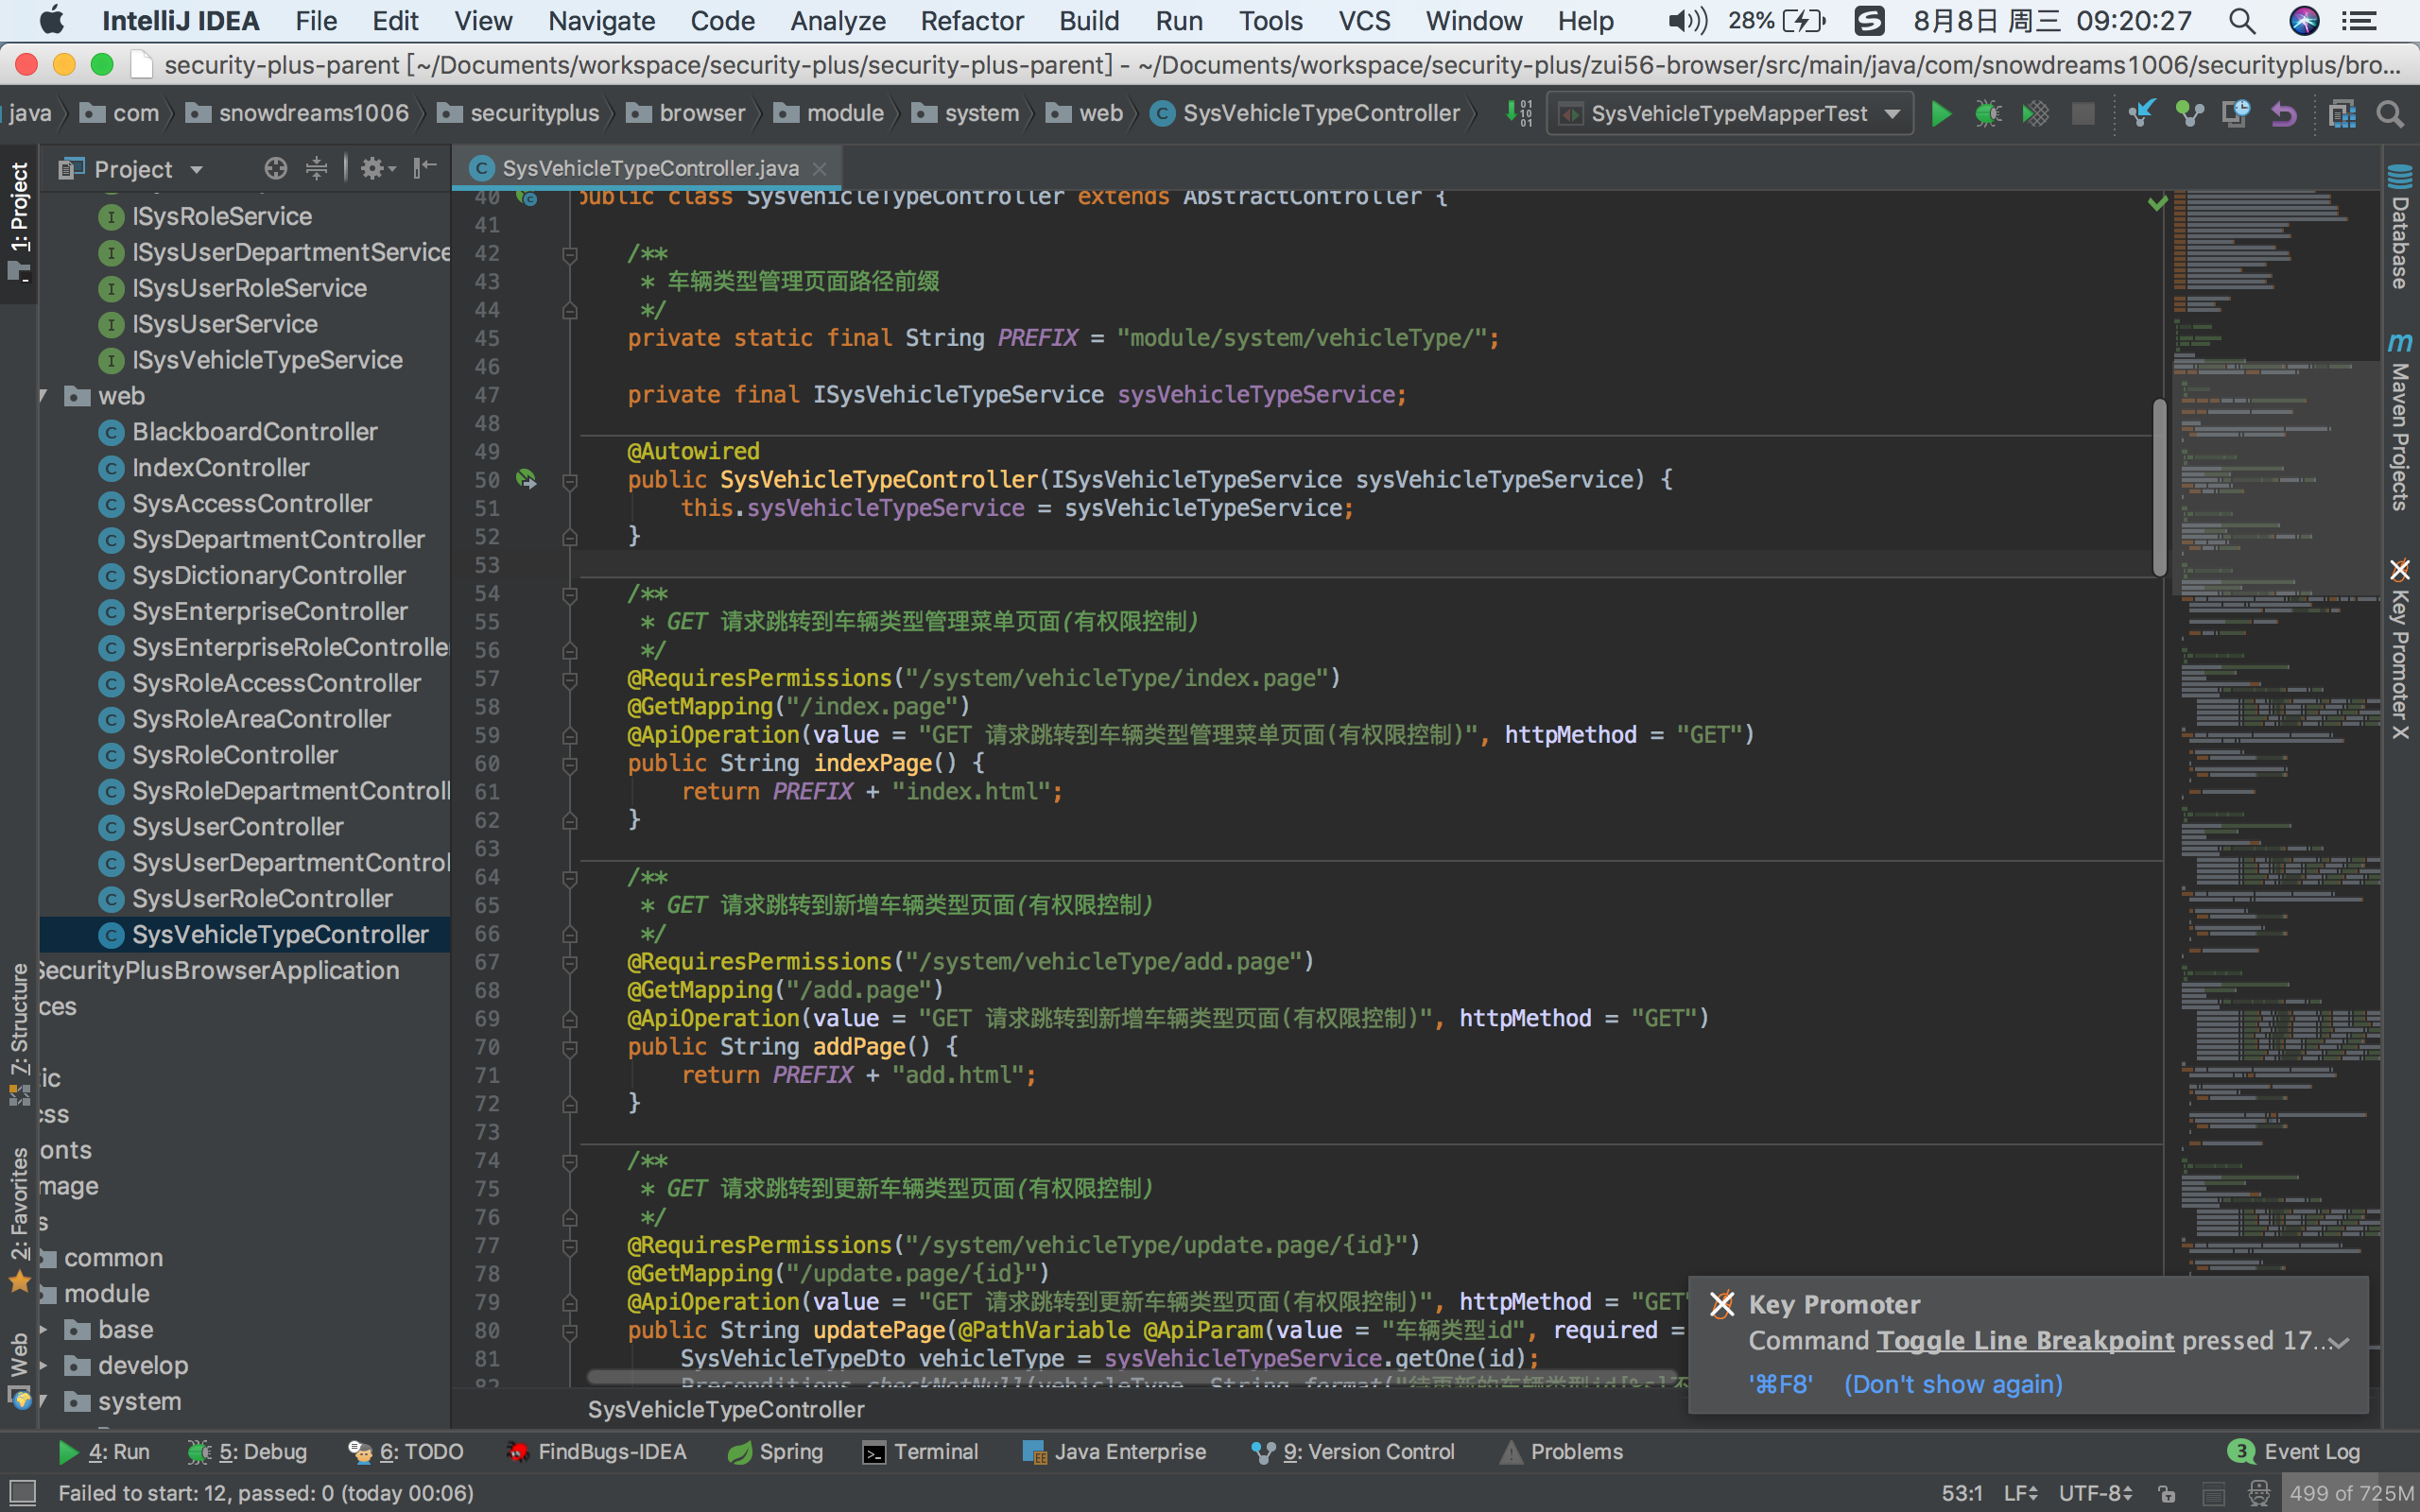 IntelliJ IDEA File Edit View Navigate Code Analyze Refactor Build Run Tools VCS Window Help 28% 8月8日 周三 09:20:27
security-plus-parent [~/Documents/workspace/security-plus/security-plus-parent] - ~/Documents/workspace/security-plus/zui56-browser/src/main/java/com/snowdreams1006/securityplus/bro...
java com snowdreams1006 securityplus browser module system web SysVehicleTypeController SysVehicleTypeMapperTest
Project
SysVehicleTypeController.java
1: Project
ISysRoleService
ISysUserDepartmentService
ISysUserRoleService
ISysUserService
ISysVehicleTypeService
web
BlackboardController
IndexController
SysAccessController
SysDepartmentController
SysDictionaryController
SysEnterpriseController
SysEnterpriseRoleController
SysRoleAccessController
SysRoleAreaController
SysRoleController
SysRoleDepartmentControll
SysUserController
SysUserDepartmentControl
SysUserRoleController
SysVehicleTypeController
SecurityPlusBrowserApplication
ces
ic
css
onts
mage
s
common
module
base
develop
system
7: Structure
2: Favorites
Web
40 public class SysVehicleTypeController extends AbstractController {
41
42 /**
43 * 车辆类型管理页面路径前缀
44 */
45 private static final String PREFIX = "module/system/vehicleType/";
46
47 private final ISysVehicleTypeService sysVehicleTypeService;
48
49 @Autowired
50 public SysVehicleTypeController(ISysVehicleTypeService sysVehicleTypeService) {
51 this.sysVehicleTypeService = sysVehicleTypeService;
52 }
53
54 /**
55 * GET 请求跳转到车辆类型管理菜单页面(有权限控制)
56 */
57 @RequiresPermissions("/system/vehicleType/index.page")
58 @GetMapping("/index.page")
59 @ApiOperation(value = "GET 请求跳转到车辆类型管理菜单页面(有权限控制)", httpMethod = "GET")
60 public String indexPage() {
61 return PREFIX + "index.html";
62 }
63
64 /**
65 * GET 请求跳转到新增车辆类型页面(有权限控制)
66 */
67 @RequiresPermissions("/system/vehicleType/add.page")
68 @GetMapping("/add.page")
69 @ApiOperation(value = "GET 请求跳转到新增车辆类型页面(有权限控制)", httpMethod = "GET")
70 public String addPage() {
71 return PREFIX + "add.html";
72 }
73
74 /**
75 * GET 请求跳转到更新车辆类型页面(有权限控制)
76 */
77 @RequiresPermissions("/system/vehicleType/update.page/{id}")
78 @GetMapping("/update.page/{id}")
79 @ApiOperation(value = "GET 请求跳转到更新车辆类型页面(有权限控制)", httpMethod = "GET"
80 public String updatePage(@PathVariable @ApiParam(value = "车辆类型id", required =
81 SysVehicleTypeDto vehicleType = sysVehicleTypeService.getOne(id);
82 Preconditions.checkNotNull(vehicleType, String.format("待更新的车辆类型id[%s]不
SysVehicleTypeController
Database
Maven Projects
Key Promoter X
Key Promoter
Command Toggle Line Breakpoint pressed 17...
'⌘F8' (Don't show again)
4: Run 5: Debug 6: TODO FindBugs-IDEA Spring Terminal Java Enterprise 9: Version Control Problems 3 Event Log
Failed to start: 12, passed: 0 (today 00:06) 53:1 LF UTF-8 499 of 725M